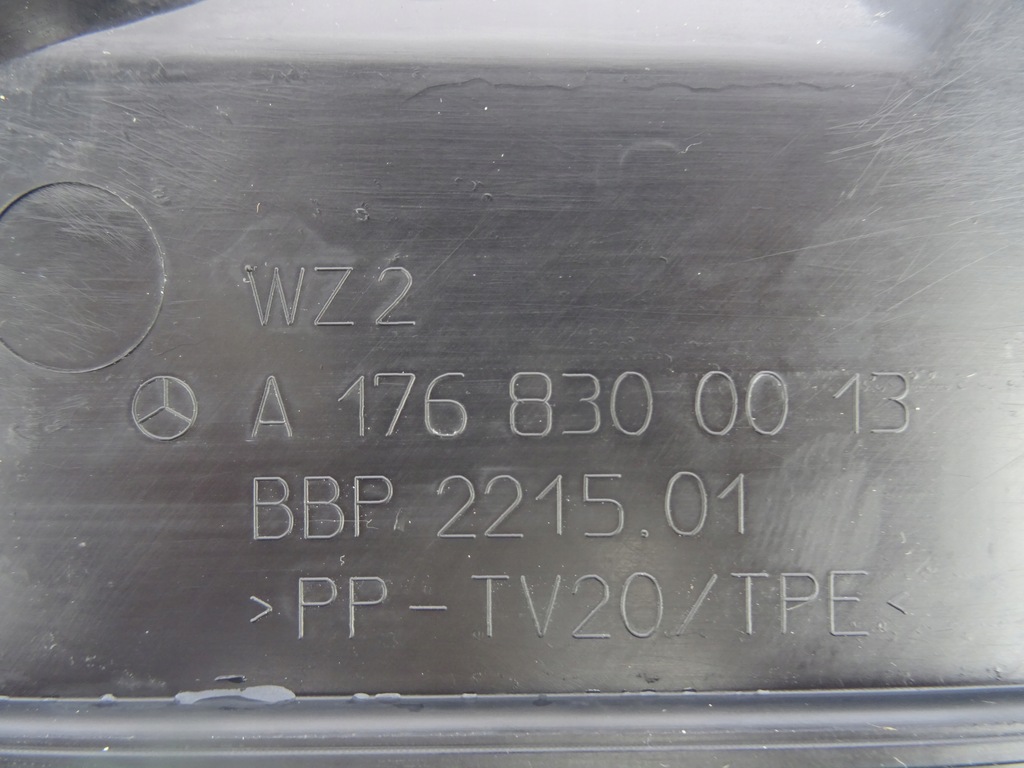 WZ 2
A 176 830 00 13
BBP 2215.01
>PP-TV20/TPE<